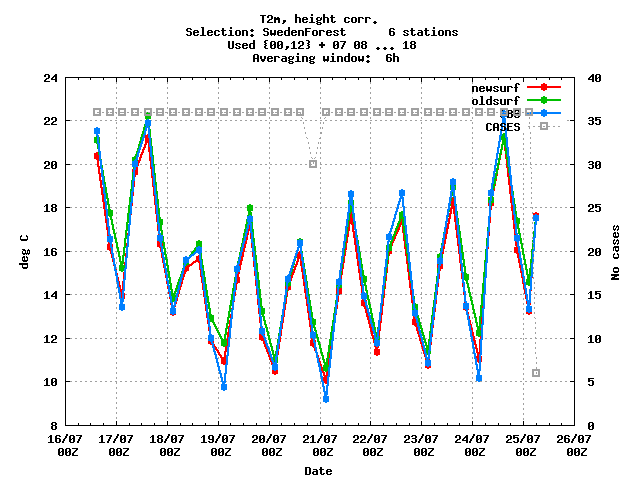 T2m, height corr.
Selection: SwedenForest 6 stations
Used {00,12} + 07 08 ... 18
Averaging window: 6h
newsurf
oldsurf
OBS
CASES
24
22
20
18
16
14
12
10
8
deg C
40
35
30
25
20
15
10
5
0
No cases
16/07 17/07 18/07 19/07 20/07 21/07 22/07 23/07 24/07 25/07 26/07
00Z 00Z 00Z 00Z 00Z 00Z 00Z 00Z 00Z 00Z 00Z
Date